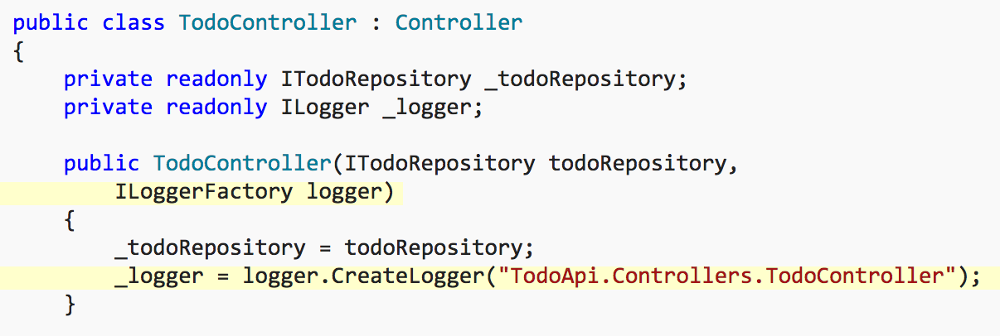 public class TodoController : Controller
{
    private readonly ITodoRepository _todoRepository;
    private readonly ILogger _logger;

    public TodoController(ITodoRepository todoRepository,
        ILoggerFactory logger)
    {
        _todoRepository = todoRepository;
        _logger = logger.CreateLogger("TodoApi.Controllers.TodoController");
    }